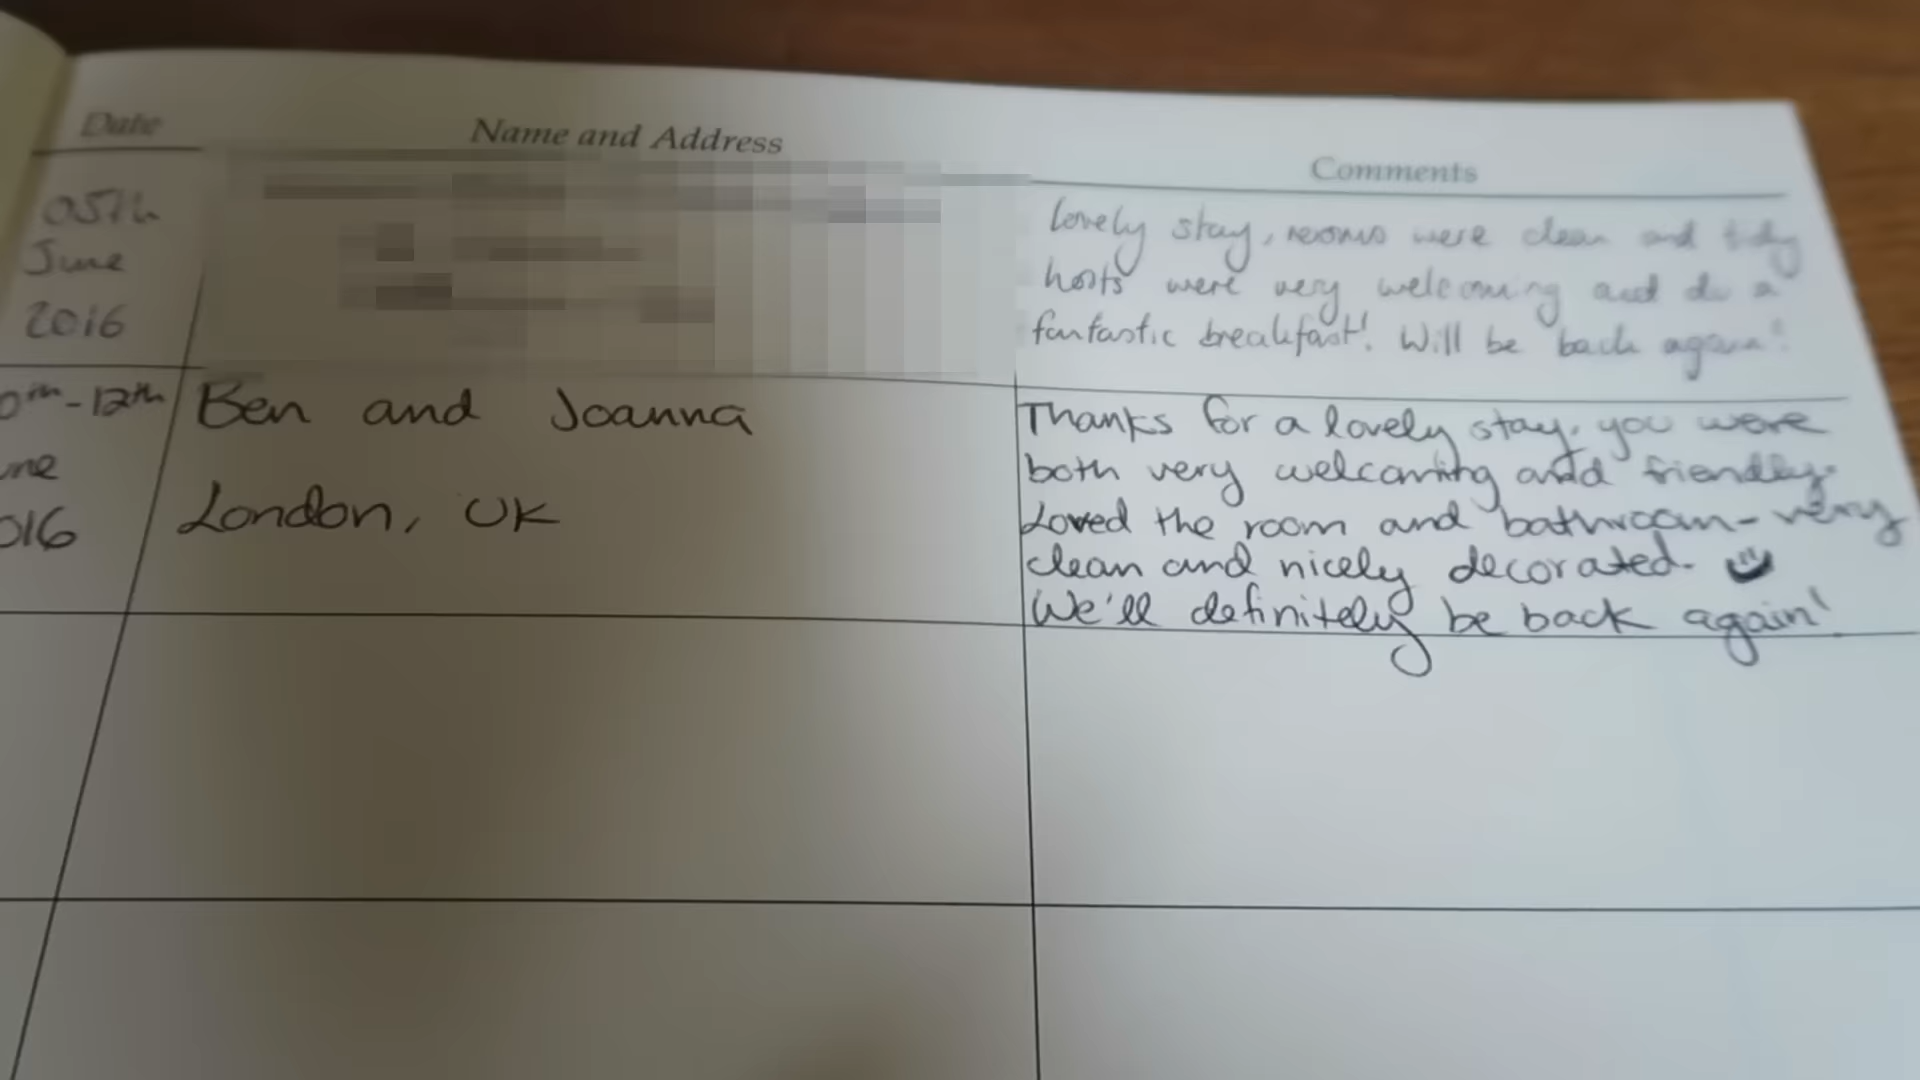 Date Name and Address Comments
05th
June
2016
Lovely stay, rooms were clean and tidy
hosts were very welcoming and do a
fantastic breakfast! Will be back again!
0th-12th
une
016
Ben and Joanna
London, UK
Thanks for a lovely stay, you were
both very welcoming and friendly.
Loved the room and bathroom - very
clean and nicely decorated.
We'll definitely be back again!